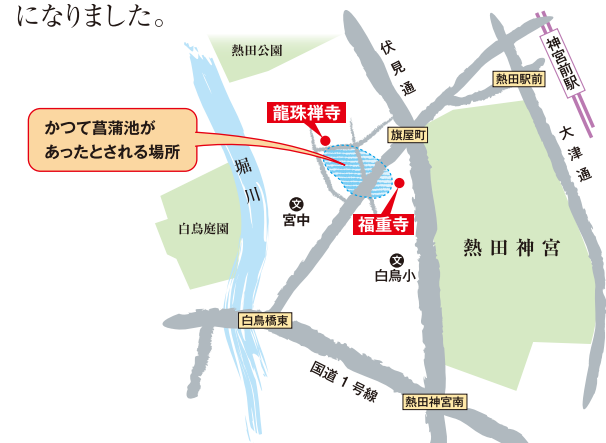 になりました。
熱田公園
伏見通
神宮前駅
熱田駅前
龍珠禅寺
かつて菖蒲池が
あったとされる場所
旗屋町
大津通
堀川
文
宮中
白鳥庭園
福重寺
熱田神宮
文
白鳥小
白鳥橋東
国道1号線
熱田神宮南